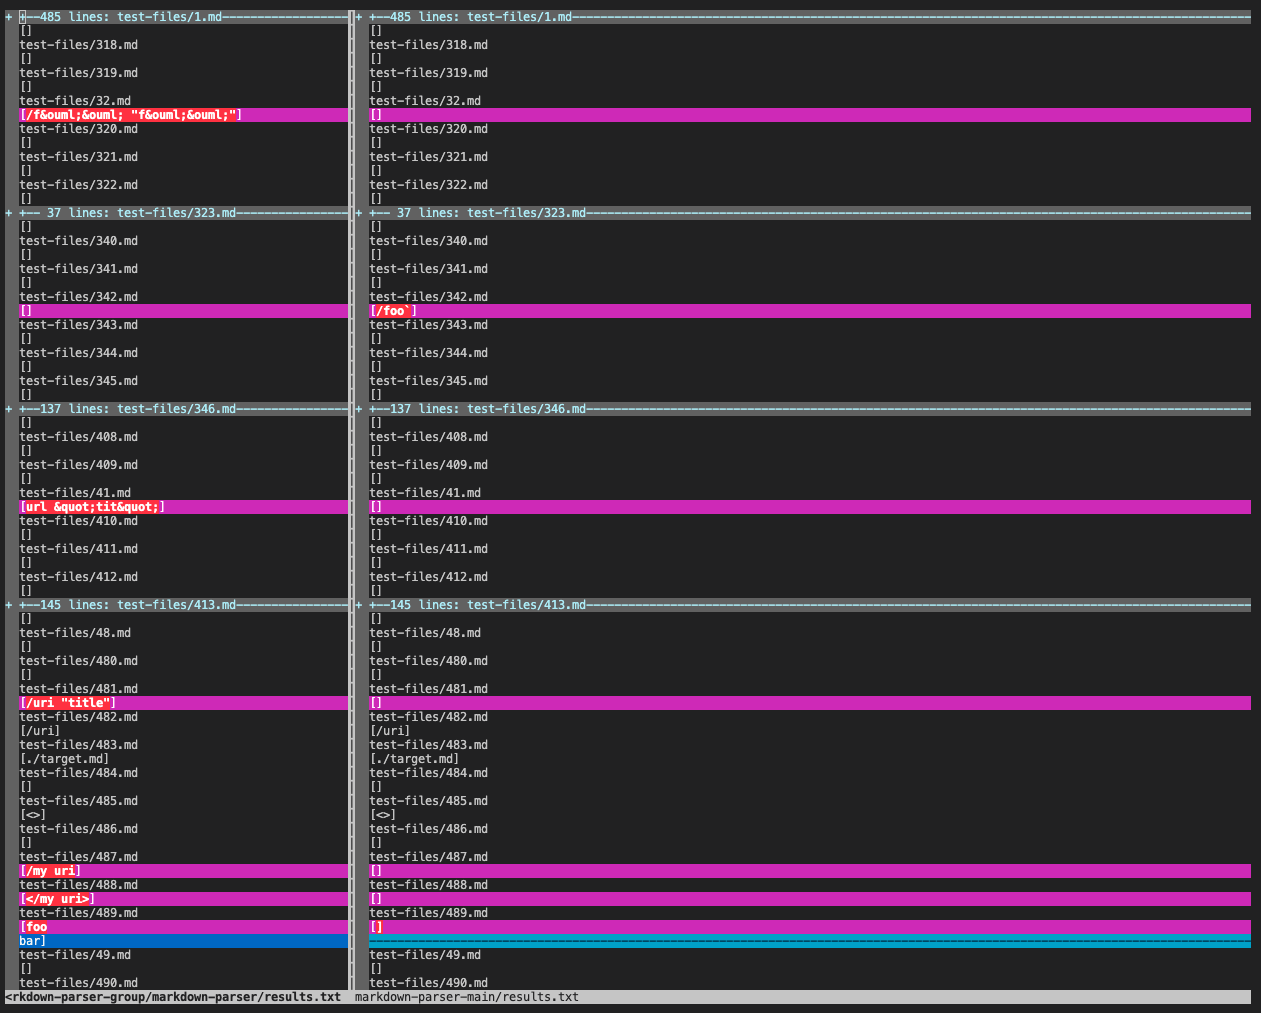 + +--485 lines: test-files/1.md + +--485 lines: test-files/1.md
[] []
test-files/318.md test-files/318.md
[] []
test-files/319.md test-files/319.md
[] []
test-files/32.md test-files/32.md
[/f&ouml;&ouml; "f&ouml;&ouml;"] []
test-files/320.md test-files/320.md
[] []
test-files/321.md test-files/321.md
[] []
test-files/322.md test-files/322.md
[] []
+ +-- 37 lines: test-files/323.md + +-- 37 lines: test-files/323.md
[] []
test-files/340.md test-files/340.md
[] []
test-files/341.md test-files/341.md
[] []
test-files/342.md test-files/342.md
[] [/foo`]
test-files/343.md test-files/343.md
[] []
test-files/344.md test-files/344.md
[] []
test-files/345.md test-files/345.md
[] []
+ +--137 lines: test-files/346.md + +--137 lines: test-files/346.md
[] []
test-files/408.md test-files/408.md
[] []
test-files/409.md test-files/409.md
[] []
test-files/41.md test-files/41.md
[url &quot;tit&quot;] []
test-files/410.md test-files/410.md
[] []
test-files/411.md test-files/411.md
[] []
test-files/412.md test-files/412.md
[] []
+ +--145 lines: test-files/413.md + +--145 lines: test-files/413.md
[] []
test-files/48.md test-files/48.md
[] []
test-files/480.md test-files/480.md
[] []
test-files/481.md test-files/481.md
[/uri "title"] []
test-files/482.md test-files/482.md
[/uri] [/uri]
test-files/483.md test-files/483.md
[./target.md] [./target.md]
test-files/484.md test-files/484.md
[] []
test-files/485.md test-files/485.md
[<>] [<>]
test-files/486.md test-files/486.md
[] []
test-files/487.md test-files/487.md
[/my uri] []
test-files/488.md test-files/488.md
[</my uri>] []
test-files/489.md test-files/489.md
[foo []
bar]
test-files/49.md test-files/49.md
[] []
test-files/490.md test-files/490.md
<rkdown-parser-group/markdown-parser/results.txt markdown-parser-main/results.txt